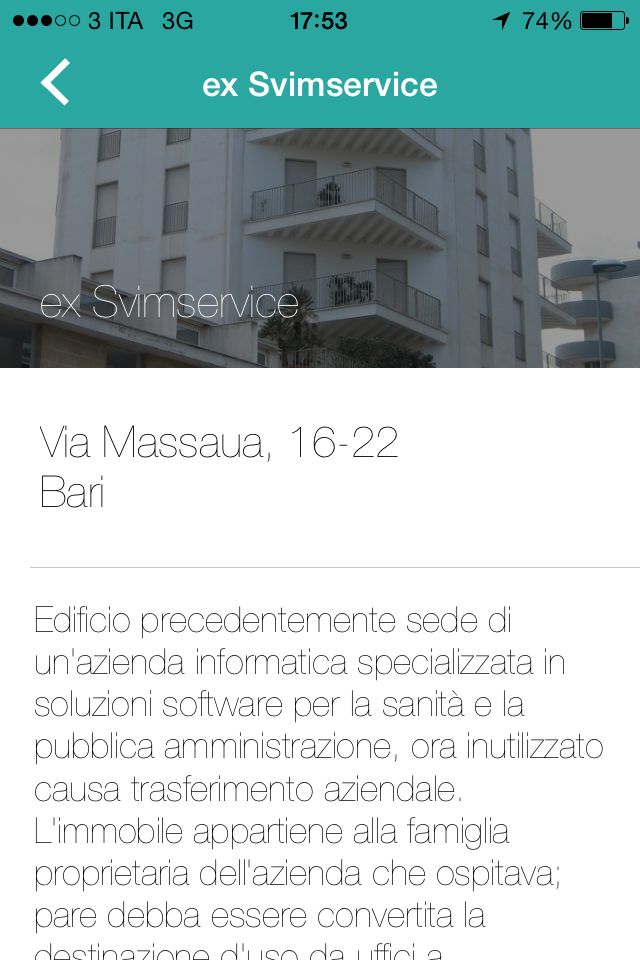 3 ITA 3G 17:53 74%
ex Svimservice
ex Svimservice
Via Massaua, 16-22
Bari
Edificio precedentemente sede di
un'azienda informatica specializzata in
soluzioni software per la sanità e la
pubblica amministrazione, ora inutilizzato
causa trasferimento aziendale.
L'immobile appartiene alla famiglia
proprietaria dell'azienda che ospitava;
pare debba essere convertita la
destinazione d'uso da uffici a